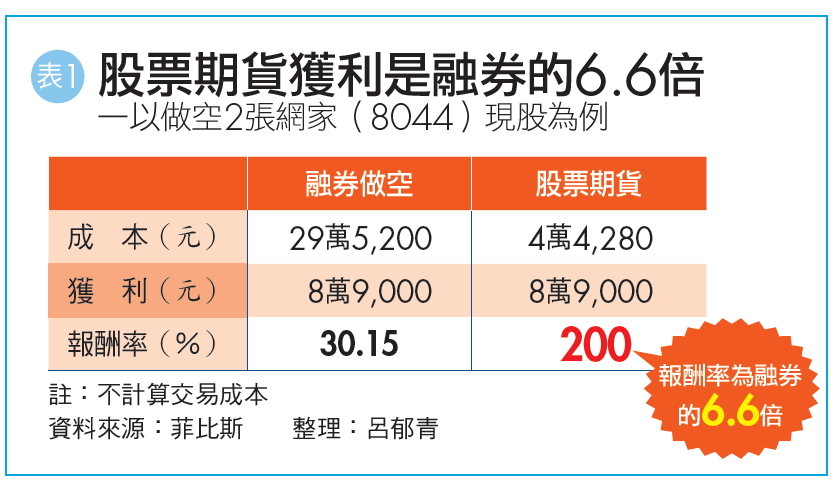 表1 股票期貨獲利是融券的6.6倍
—以做空2張網家（8044）現股為例
融券做空 股票期貨
成 本（元） 29萬5,200 4萬4,280
獲 利（元） 8萬9,000 8萬9,000
報酬率（%） 30.15 200
報酬率為融券
的6.6倍
註：不計算交易成本
資料來源：菲比斯 整理：呂郁青